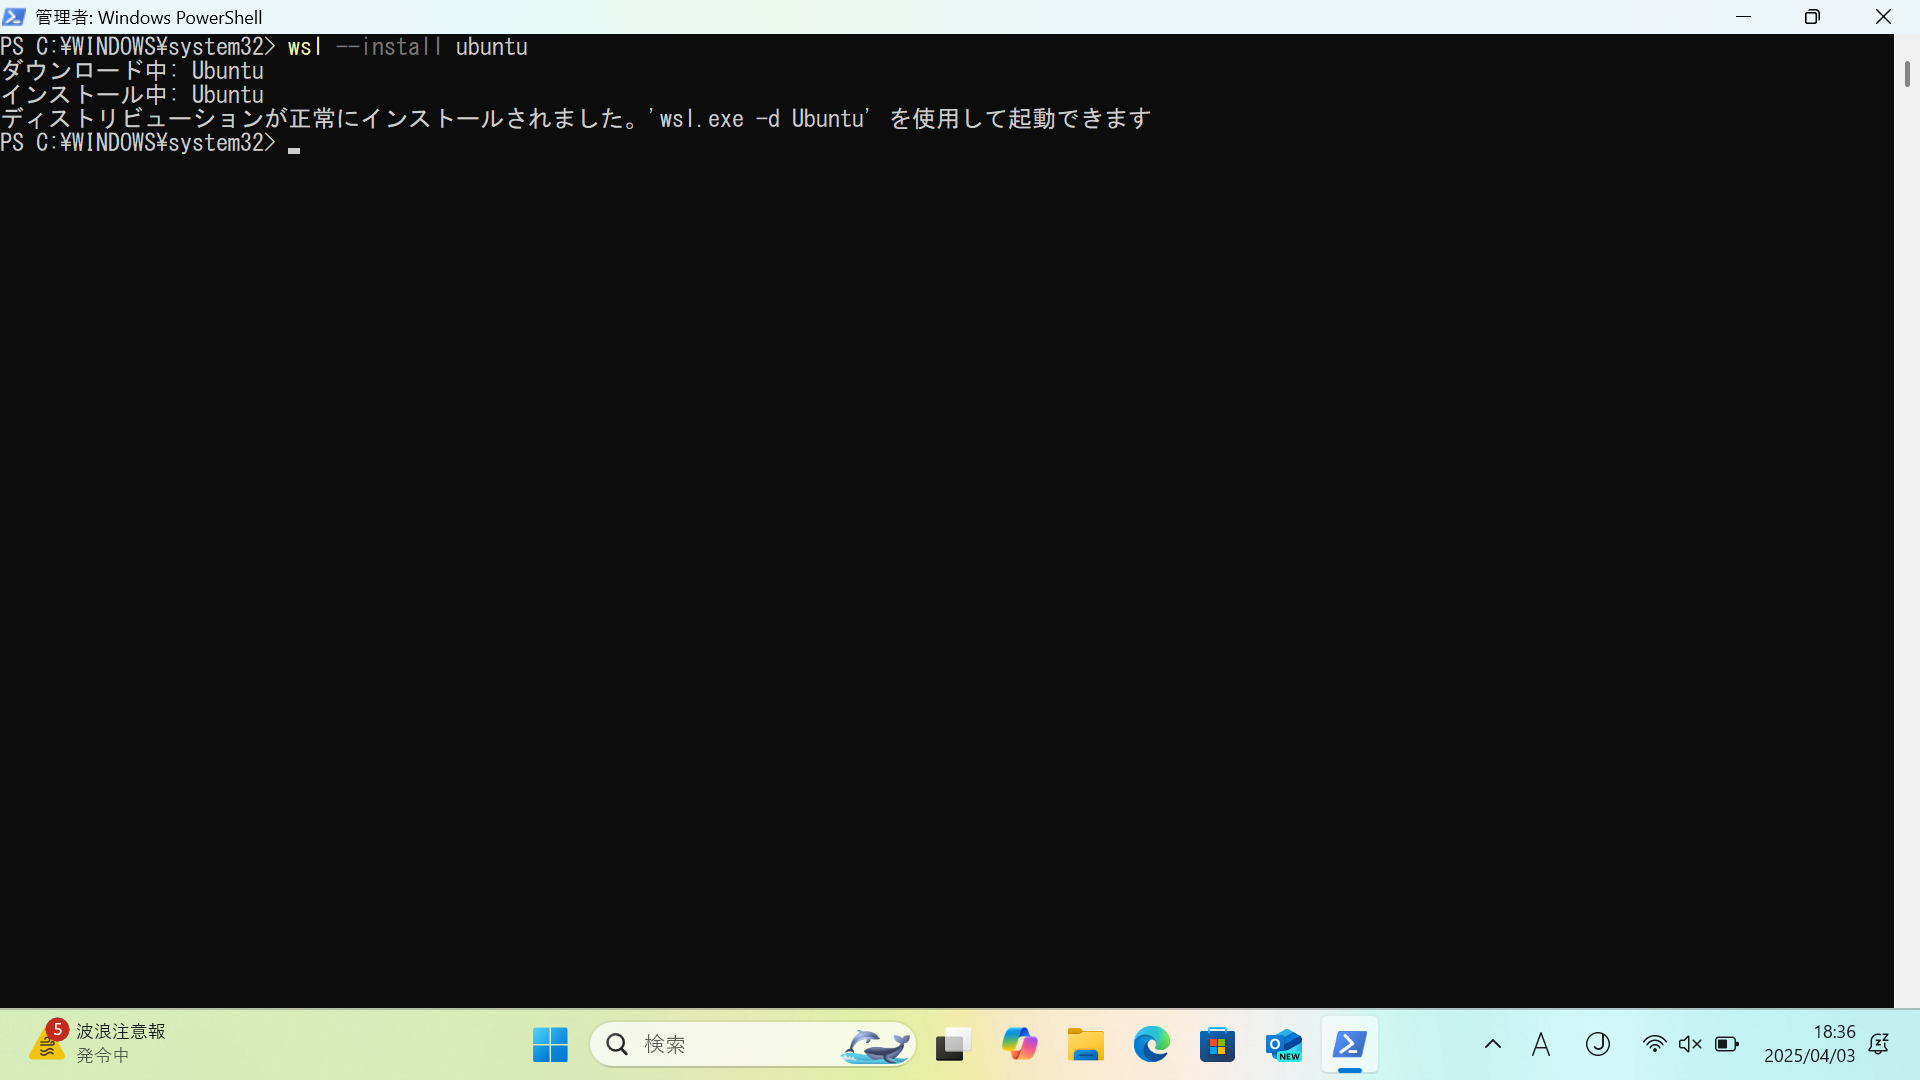 管理者: Windows PowerShell
PS C:¥WINDOWS¥system32> wsl --install ubuntu
ダウンロード中: Ubuntu
インストール中: Ubuntu
ディストリビューションが正常にインストールされました。'wsl.exe -d Ubuntu' を使用して起動できます
PS C:¥WINDOWS¥system32>
5
波浪注意報
発令中
検索
NEW
A
J
18:36
2025/04/03